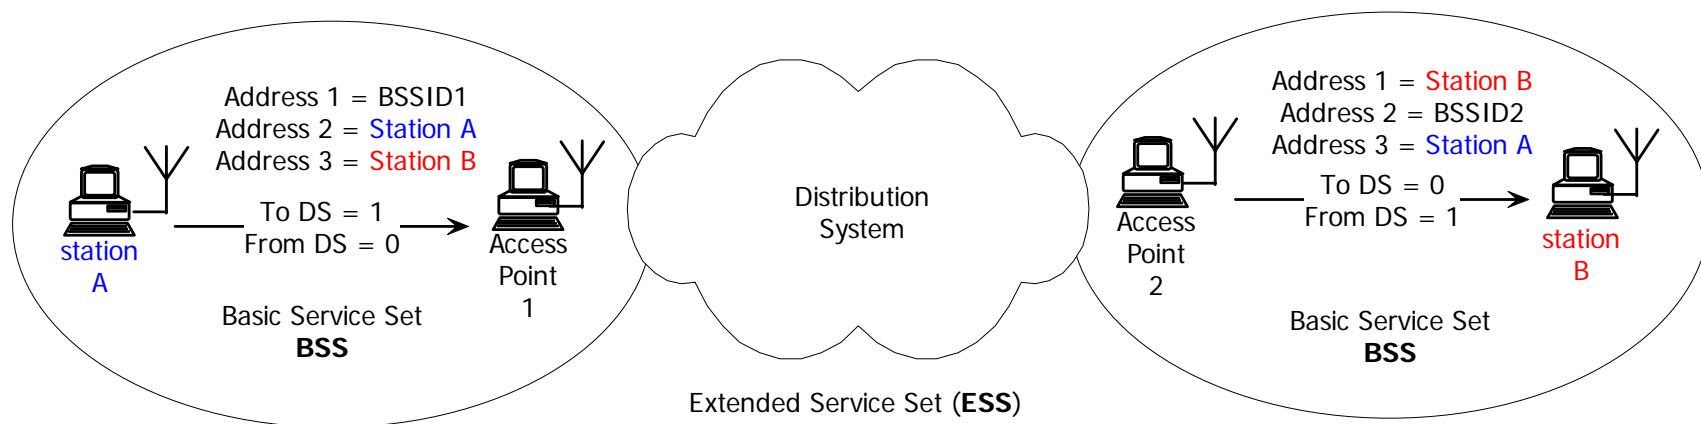 Address 1 = BSSID1
Address 2 = Station A
Address 3 = Station B
To DS = 1
From DS = 0
station
A
Access
Point
1
Basic Service Set
BSS
Distribution
System
Extended Service Set (ESS)
Address 1 = Station B
Address 2 = BSSID2
Address 3 = Station A
To DS = 0
From DS = 1
Access
Point
2
station
B
Basic Service Set
BSS